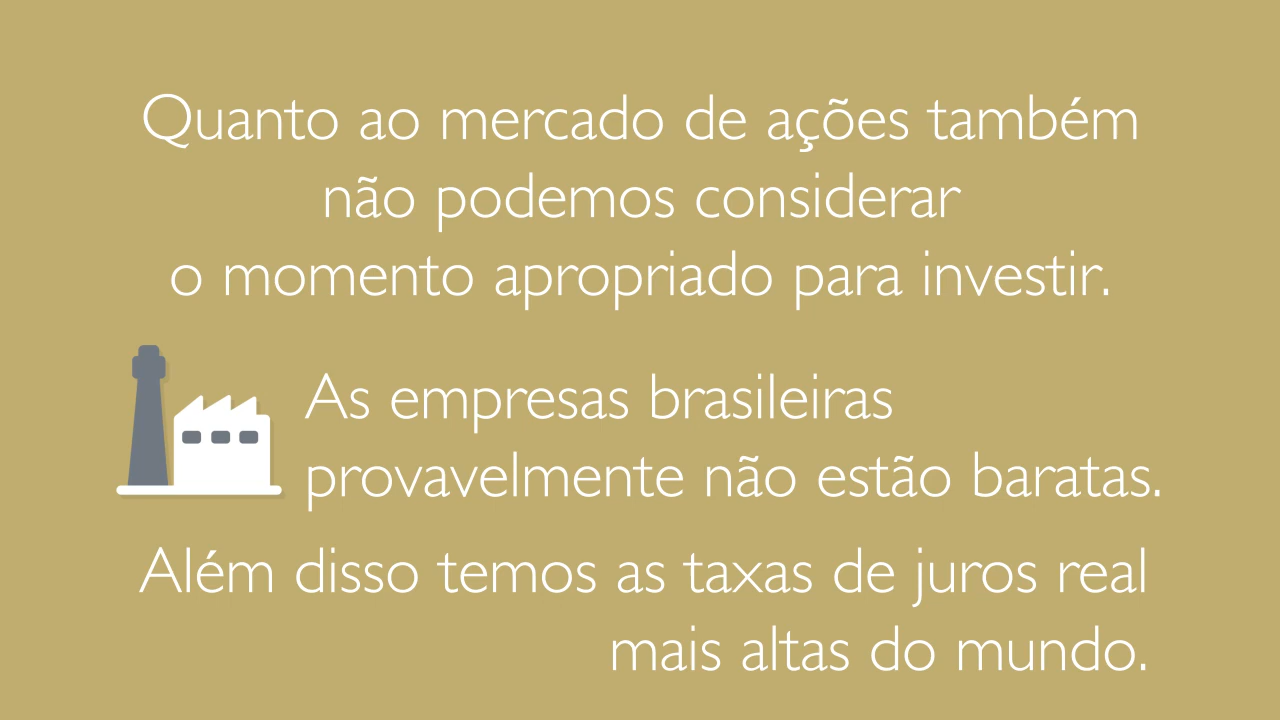 Quanto ao mercado de ações também
não podemos considerar
o momento apropriado para investir.
As empresas brasileiras
provavelmente não estão baratas.
Além disso temos as taxas de juros real
mais altas do mundo.